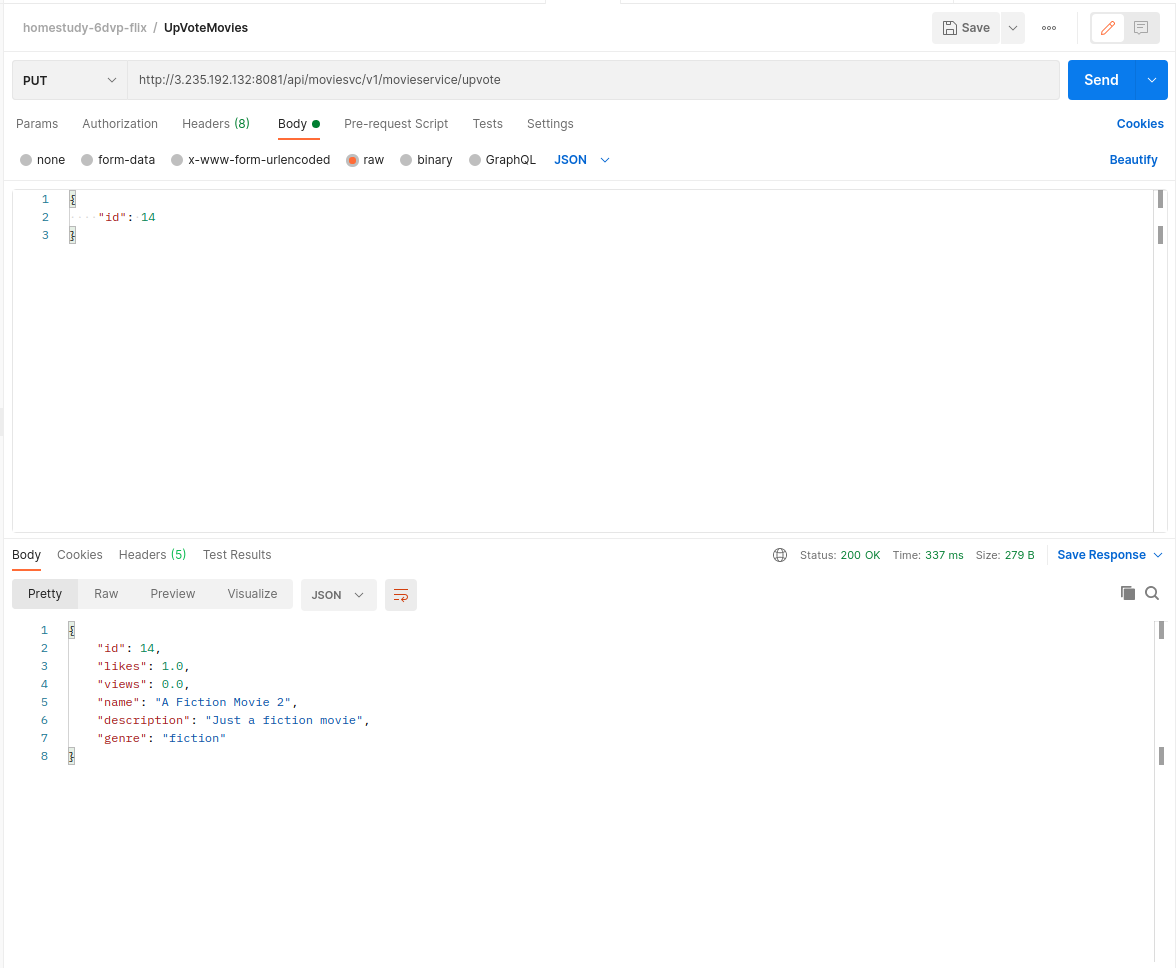 homestudy-6dvp-flix / UpVoteMovies Save
PUT http://3.235.192.132:8081/api/moviesvc/v1/movieservice/upvote Send
Params Authorization Headers (8) Body Pre-request Script Tests Settings Cookies
none form-data x-www-form-urlencoded raw binary GraphQL JSON Beautify
1 {
2 "id": 14
3 }
Body Cookies Headers (5) Test Results Status: 200 OK Time: 337 ms Size: 279 B Save Response
Pretty Raw Preview Visualize JSON
1 {
2 "id": 14,
3 "likes": 1.0,
4 "views": 0.0,
5 "name": "A Fiction Movie 2",
6 "description": "Just a fiction movie",
7 "genre": "fiction"
8 }